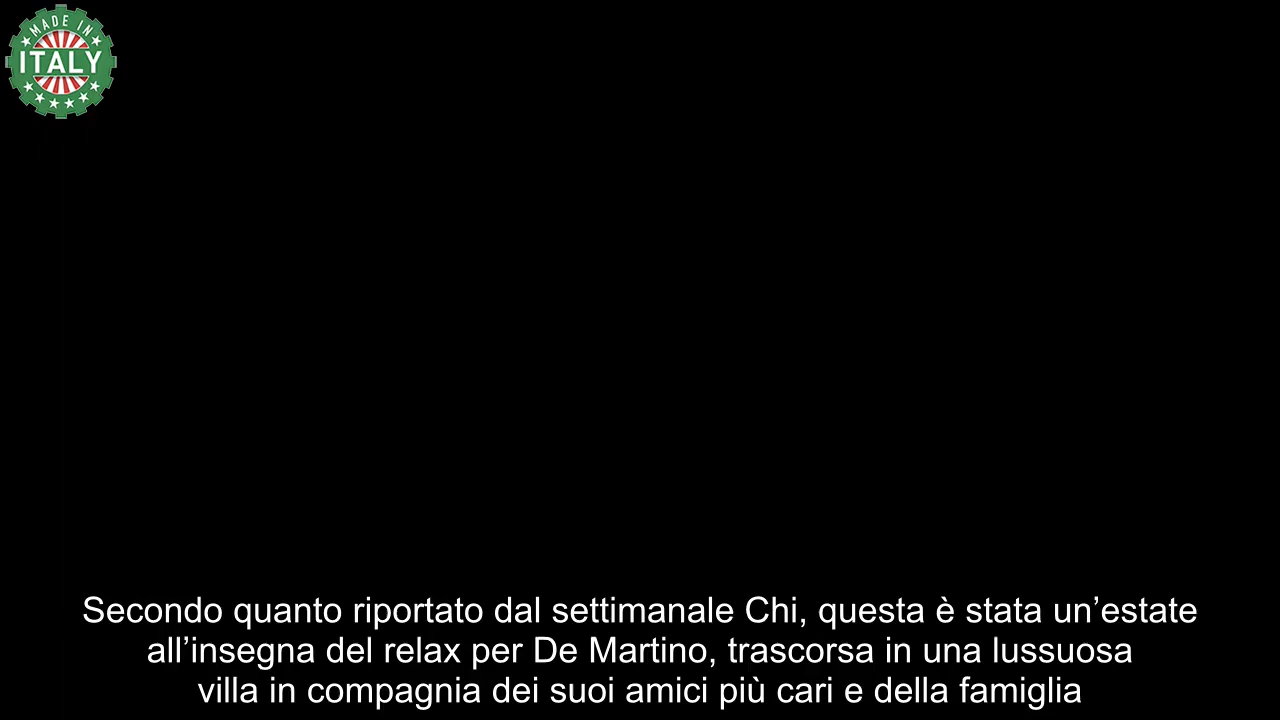 MADE IN
ITALY
Secondo quanto riportato dal settimanale Chi, questa è stata un’estate
all’insegna del relax per De Martino, trascorsa in una lussuosa
villa in compagnia dei suoi amici più cari e della famiglia